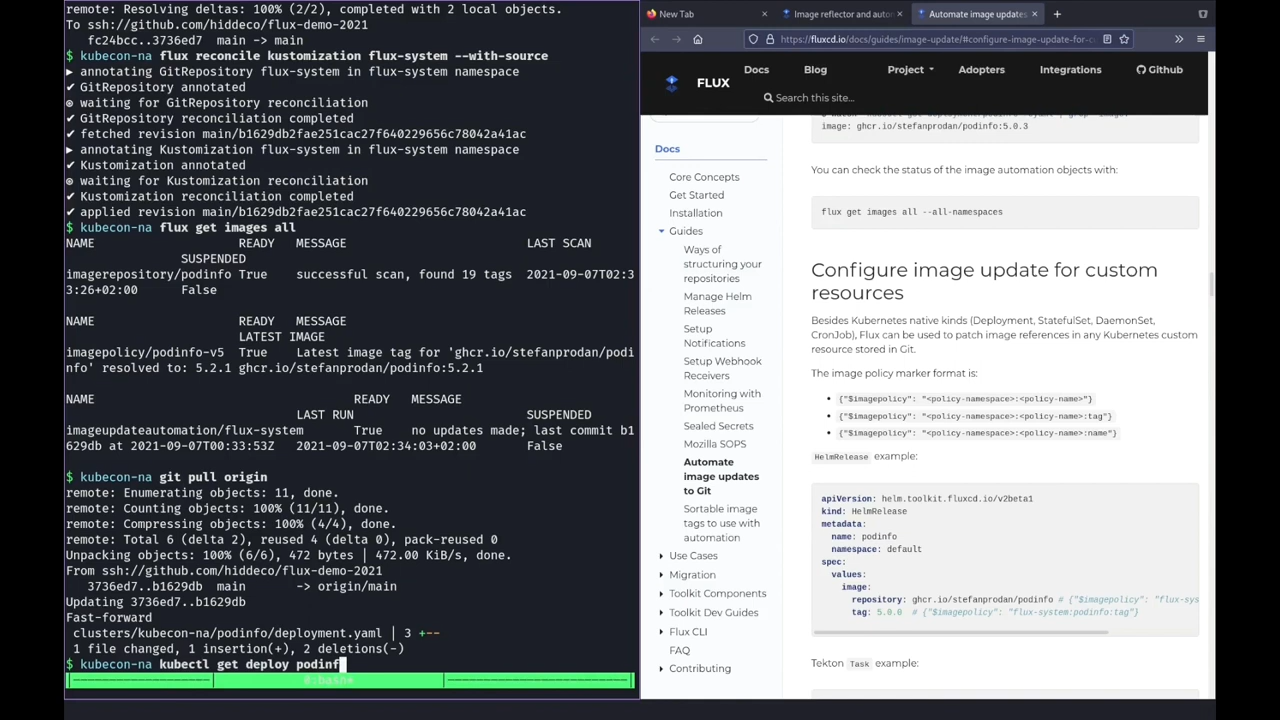 remote: Resolving deltas: 100% (2/2), completed with 2 local objects.
To ssh://github.com/hiddeco/flux-demo-2021
   fc24bcc..3736ed7  main -> main
$ kubecon-na flux reconcile kustomization flux-system --with-source
► annotating GitRepository flux-system in flux-system namespace
✔ GitRepository annotated
◎ waiting for GitRepository reconciliation
✔ GitRepository reconciliation completed
✔ fetched revision main/b1629db2fae251cac27f640229656c78042a41ac
► annotating Kustomization flux-system in flux-system namespace
✔ Kustomization annotated
◎ waiting for Kustomization reconciliation
✔ Kustomization reconciliation completed
✔ applied revision main/b1629db2fae251cac27f640229656c78042a41ac
$ kubecon-na flux get images all
NAME READY MESSAGE LAST SCAN
SUSPENDED
imagerepository/podinfo True successful scan, found 19 tags 2021-09-07T02:3
3:26+02:00 False
NAME READY MESSAGE
LATEST IMAGE
imagepolicy/podinfo-v5 True Latest image tag for 'ghcr.io/stefanprodan/podi
nfo' resolved to: 5.2.1 ghcr.io/stefanprodan/podinfo:5.2.1
NAME READY MESSAGE
LAST RUN SUSPENDED
imageupdateautomation/flux-system True no updates made; last commit b1
629db at 2021-09-07T00:33:53Z 2021-09-07T02:34:03+02:00 False
$ kubecon-na git pull origin
remote: Enumerating objects: 11, done.
remote: Counting objects: 100% (11/11), done.
remote: Compressing objects: 100% (4/4), done.
remote: Total 6 (delta 2), reused 4 (delta 0), pack-reused 0
Unpacking objects: 100% (6/6), 472 bytes | 472.00 KiB/s, done.
From ssh://github.com/hiddeco/flux-demo-2021
   3736ed7..b1629db  main -> origin/main
Updating 3736ed7..b1629db
Fast-forward
 clusters/kubecon-na/podinfo/deployment.yaml | 3 +--
 1 file changed, 1 insertion(+), 2 deletions(-)
$ kubecon-na kubectl get deploy podinf
0:bash*
New Tab
Image reflector and auto
Automate image updates
https://fluxcd.io/docs/guides/image-update/#configure-image-update-for-c
FLUX
Docs Blog Project Adopters Integrations Github
Search this site...
Docs
Core Concepts
Get Started
Installation
Guides
Ways of
structuring your
repositories
Manage Helm
Releases
Setup
Notifications
Setup Webhook
Receivers
Monitoring with
Prometheus
Sealed Secrets
Mozilla SOPS
Automate
image updates
to Git
Sortable image
tags to use with
automation
Use Cases
Migration
Toolkit Components
Toolkit Dev Guides
Flux CLI
FAQ
Contributing
image: ghcr.io/stefanprodan/podinfo:5.0.3
You can check the status of the image automation objects with:
flux get images all --all-namespaces
Configure image update for custom
resources
Besides Kubernetes native kinds (Deployment, StatefulSet, DaemonSet,
CronJob), Flux can be used to patch image references in any Kubernetes custom
resource stored in Git.
The image policy marker format is:
{"$imagepolicy": "<policy-namespace>:<policy-name>"}
{"$imagepolicy": "<policy-namespace>:<policy-name>:tag"}
{"$imagepolicy": "<policy-namespace>:<policy-name>:name"}
HelmRelease example:
apiVersion: helm.toolkit.fluxcd.io/v2beta1
kind: HelmRelease
metadata:
  name: podinfo
  namespace: default
spec:
  values:
    image:
      repository: ghcr.io/stefanprodan/podinfo # {"$imagepolicy": "flux-sys
      tag: 5.0.0 # {"$imagepolicy": "flux-system:podinfo:tag"}
Tekton Task example: